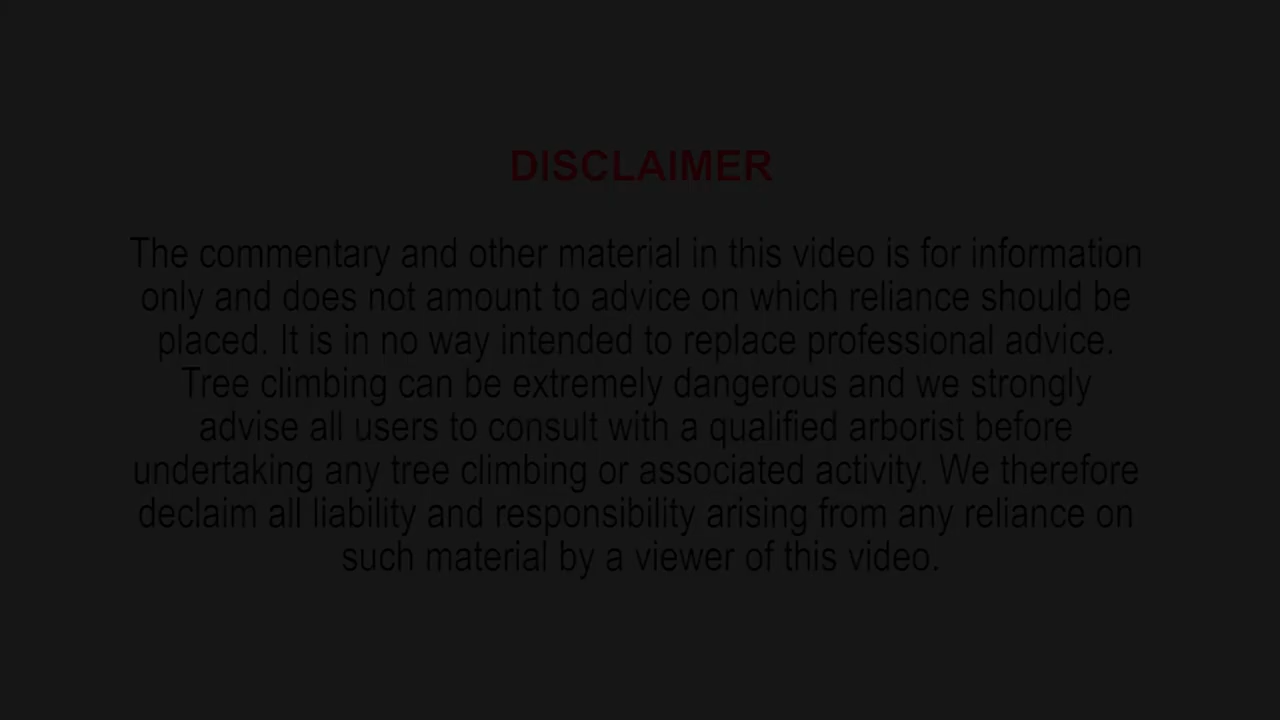 DISCLAIMER
The commentary and other material in this video is for information
only and does not amount to advice on which reliance should be
placed. It is in no way intended to replace professional advice.
Tree climbing can be extremely dangerous and we strongly
advise all users to consult with a qualified arborist before
undertaking any tree climbing or associated activity. We therefore
declaim all liability and responsibility arising from any reliance on
such material by a viewer of this video.